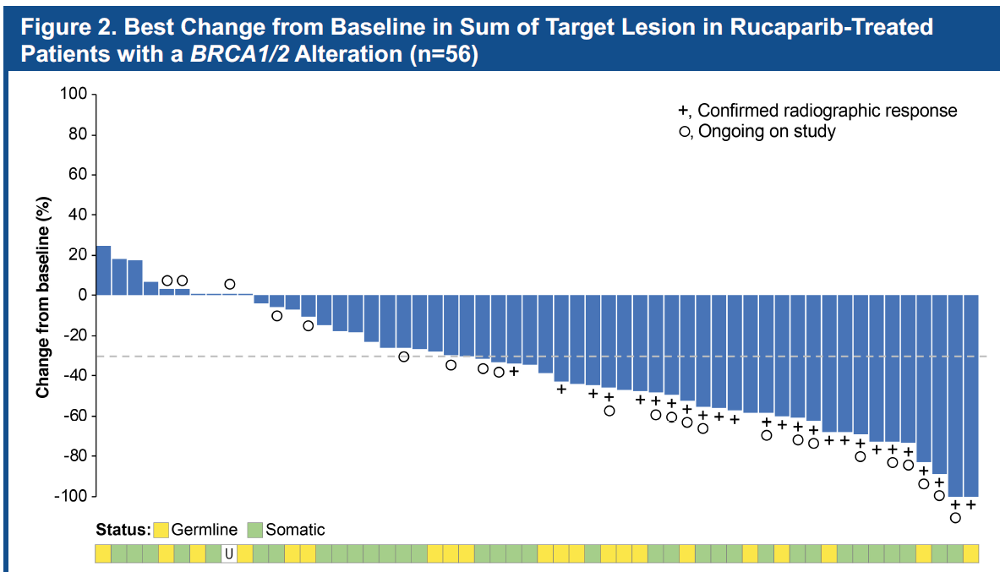 Figure 2. Best Change from Baseline in Sum of Target Lesion in Rucaparib-Treated
Patients with a BRCA1/2 Alteration (n=56)
+, Confirmed radiographic response
O, Ongoing on study
Change from baseline (%)
100
80
60
40
20
0
-20
-40
-60
-80
-100
Status: Germline Somatic
U